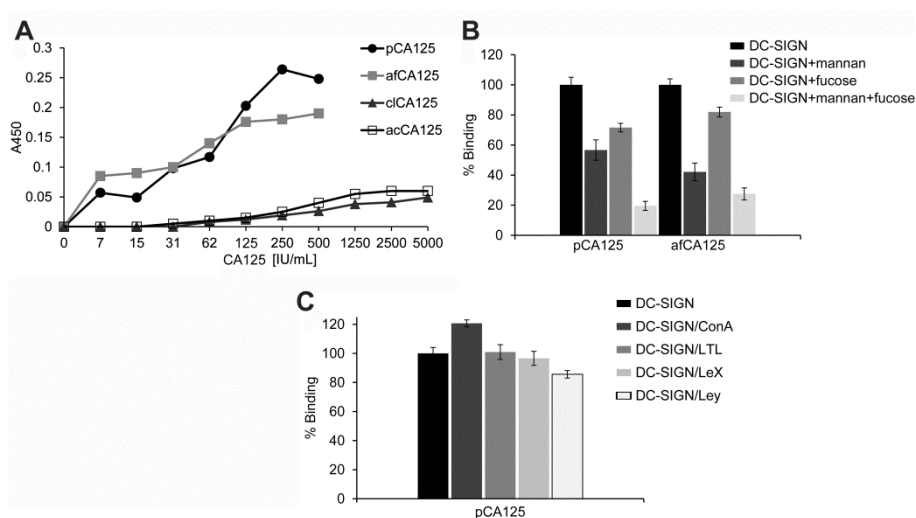 A
0.3
0.25
0.2
0.15
0.1
0.05
0
A450
0 7 15 31 62 125 250 500 1250 2500 5000
CA125 [IU/mL]
pCA125
afCA125
clCA125
acCA125
B
120
100
80
60
40
20
0
% Binding
pCA125 afCA125
DC-SIGN
DC-SIGN+mannan
DC-SIGN+fucose
DC-SIGN+mannan+fucose
C
120
100
80
60
40
20
0
% Binding
pCA125
DC-SIGN
DC-SIGN/ConA
DC-SIGN/LTL
DC-SIGN/LeX
DC-SIGN/Ley